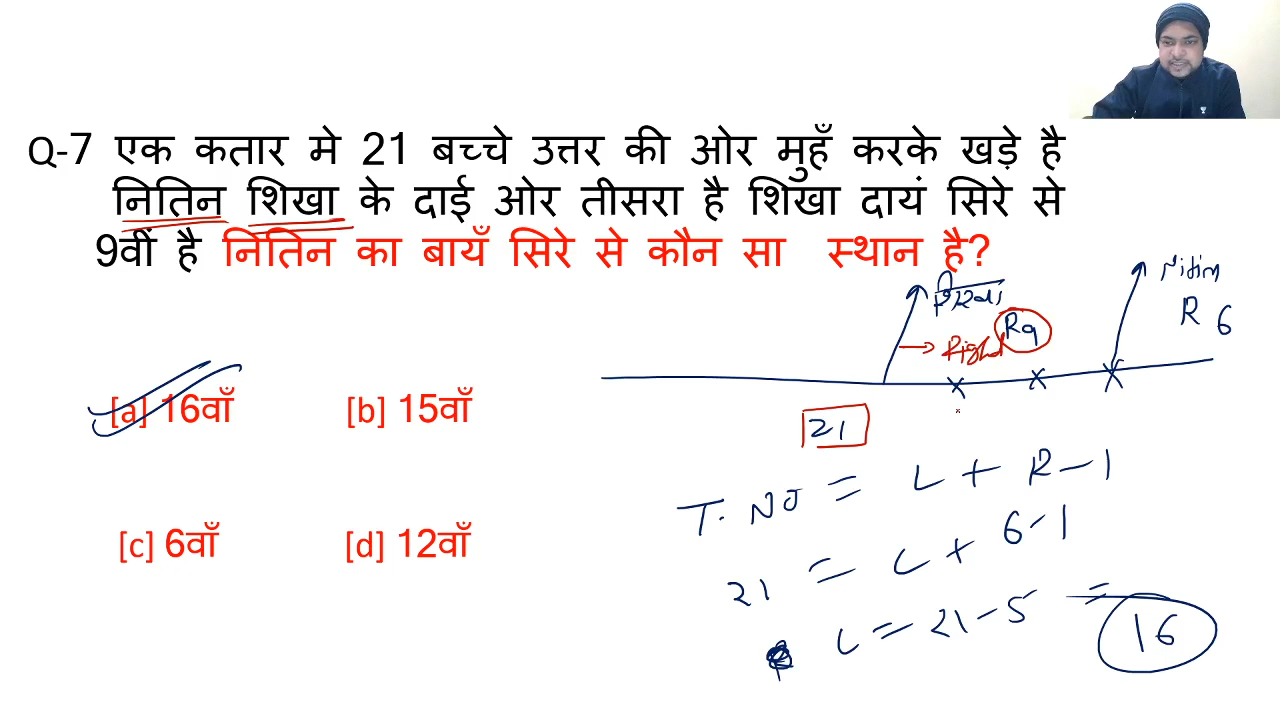 Q-7 एक कतार मे 21 बच्चे उत्तर की ओर मुहँ करके खड़े है
नितिन शिखा के दाई ओर तीसरा है शिखा दायं सिरे से
9वीं है नितिन का बायँ सिरे से कौन सा स्थान है?
Nitin
R 6
Right R9
[a] 16वाँ [b] 15वाँ
21
T. NO = L + R - 1
[c] 6वाँ [d] 12वाँ
21 = L + 6 - 1
L = 21 - 5 = 16